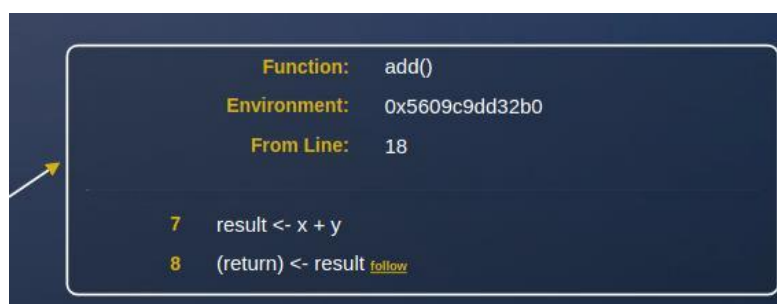 Function: add()
Environment: 0x5609c9dd32b0
From Line: 18
7 result <- x + y
8 (return) <- result follow